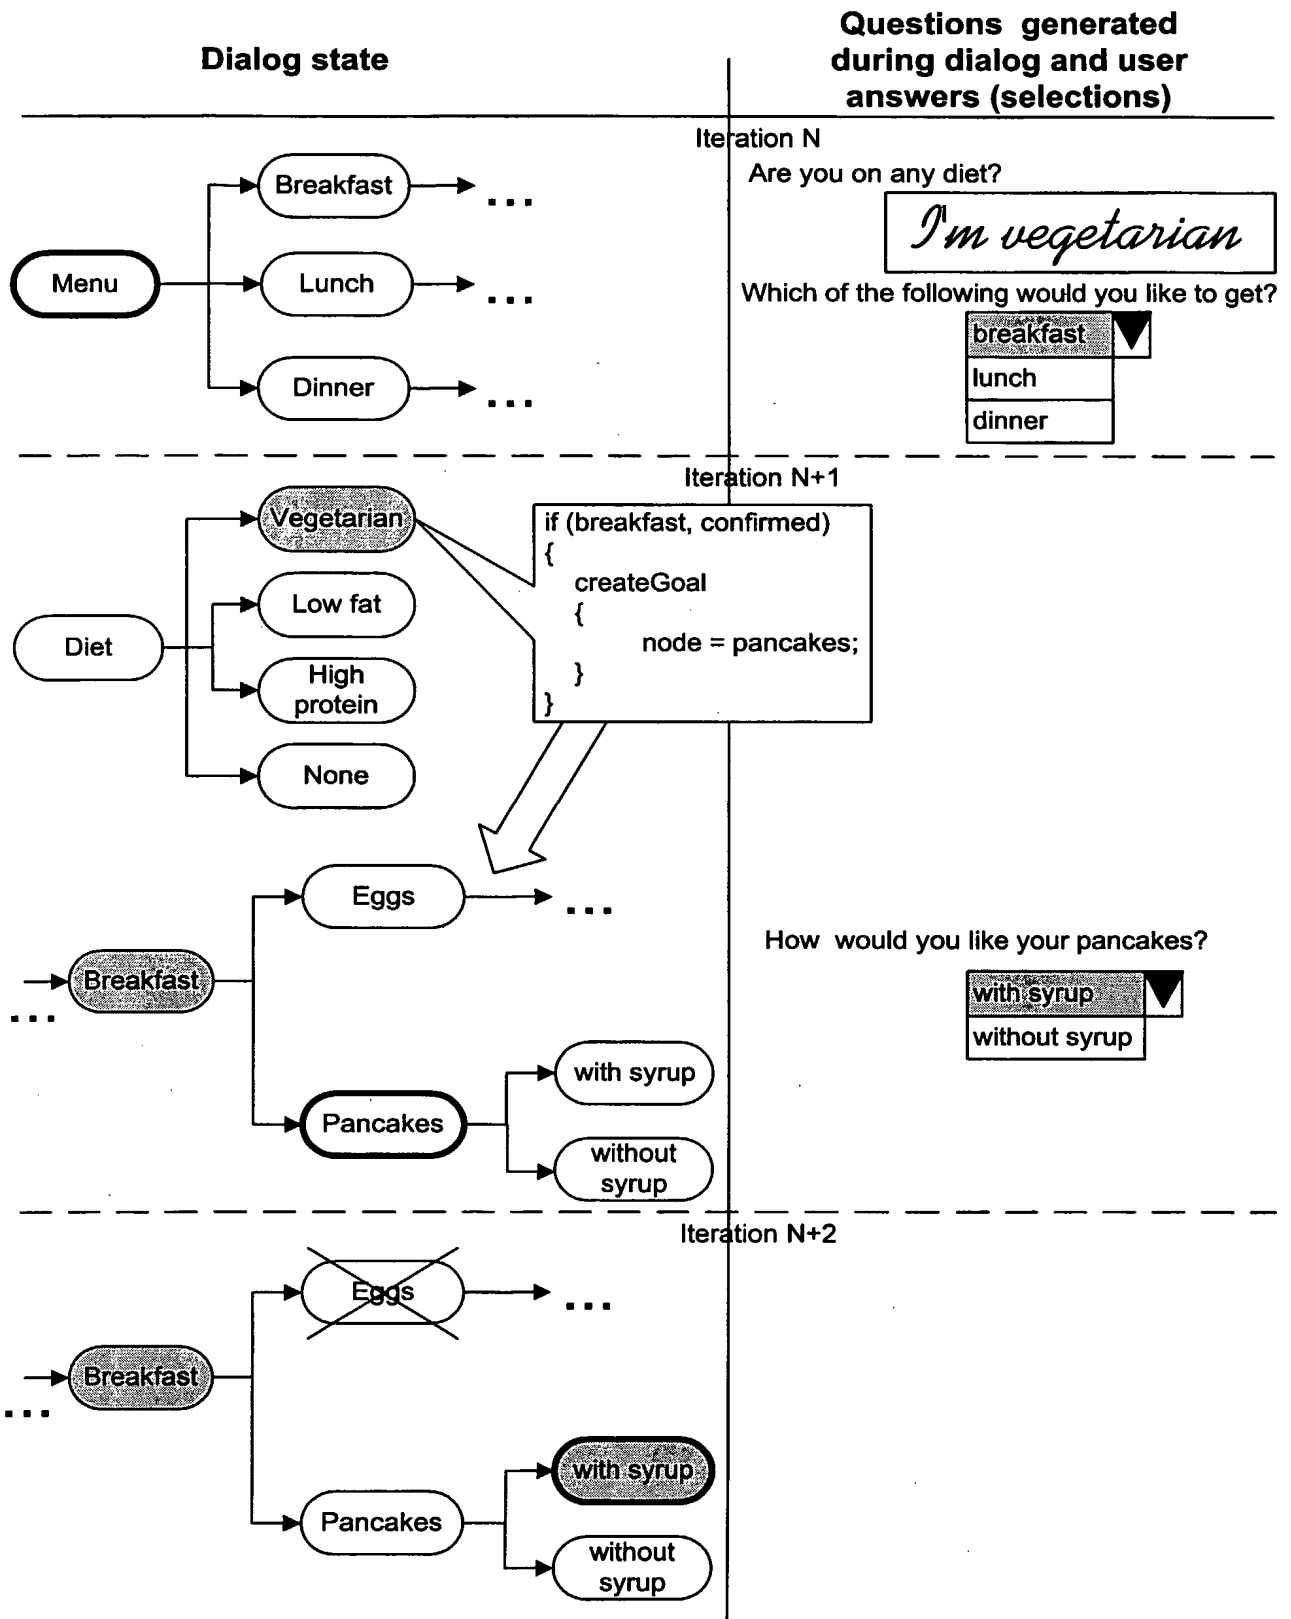 Dialog state
Questions generated
during dialog and user
answers (selections)
Iteration N
Breakfast
...
Menu
Lunch
...
Dinner
...
Are you on any diet?
I'm vegetarian
Which of the following would you like to get?
breakfast
lunch
dinner
Iteration N+1
Vegetarian
Low fat
Diet
High
protein
None
if (breakfast, confirmed)
{
createGoal
{
node = pancakes;
}
}
Eggs
...
Breakfast
...
Pancakes
with syrup
without
syrup
How would you like your pancakes?
with syrup
without syrup
Iteration N+2
Eggs
...
Breakfast
...
with syrup
Pancakes
without
syrup